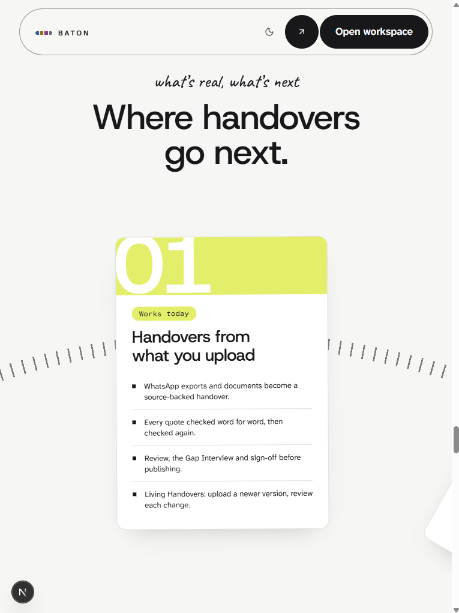 BATON
Open workspace
what's real, what's next
Where handovers
go next.
01
Works today
Handovers from
what you upload
WhatsApp exports and documents become a
source-backed handover.
Every quote checked word for word, then
checked again.
Review, the Gap Interview and sign-off before
publishing.
Living Handovers: upload a newer version, review
each change.
N